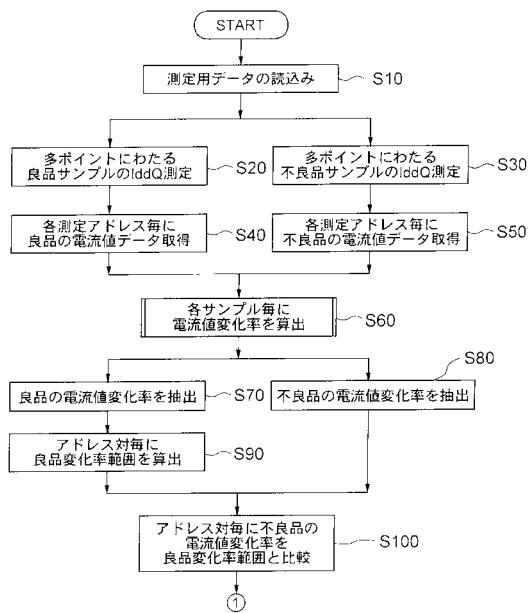 START
測定用データの読込み
S10
多ポイントにわたる
良品サンプルのIddQ測定
S20
多ポイントにわたる
不良品サンプルのIddQ測定
S30
各測定アドレス毎に
良品の電流値データ取得
S40
各測定アドレス毎に
不良品の電流値データ取得
S50
各サンプル毎に
電流値変化率を算出
S60
良品の電流値変化率を抽出
S70
不良品の電流値変化率を抽出
S80
アドレス対毎に
良品変化率範囲を算出
S90
アドレス対毎に不良品の
電流値変化率を
良品変化率範囲と比較
S100
①